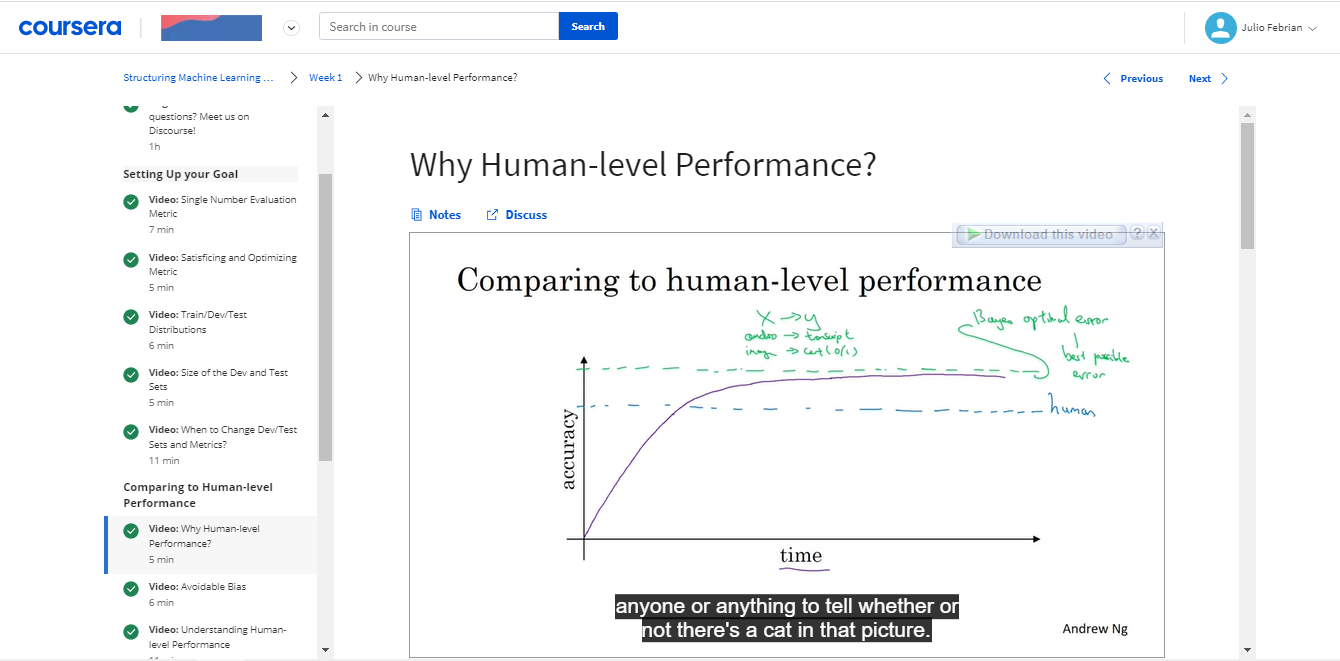 coursera
Search in course
Search
Julio Febrian
Structuring Machine Learning ...
Week 1
Why Human-level Performance?
Previous
Next
questions? Meet us on
Discourse!
1h
Setting Up your Goal
Video: Single Number Evaluation
Metric
7 min
Video: Satisficing and Optimizing
Metric
5 min
Video: Train/Dev/Test
Distributions
6 min
Video: Size of the Dev and Test
Sets
5 min
Video: When to Change Dev/Test
Sets and Metrics?
11 min
Comparing to Human-level
Performance
Video: Why Human-level
Performance?
5 min
Video: Avoidable Bias
6 min
Video: Understanding Human-
level Performance
Why Human-level Performance?
Notes
Discuss
Download this video ? X
Comparing to human-level performance
X → y
→ transcript
→ cat (0/1)
Bayes optimal error
best possible
error
human
accuracy
time
anyone or anything to tell whether or
not there's a cat in that picture.
Andrew Ng